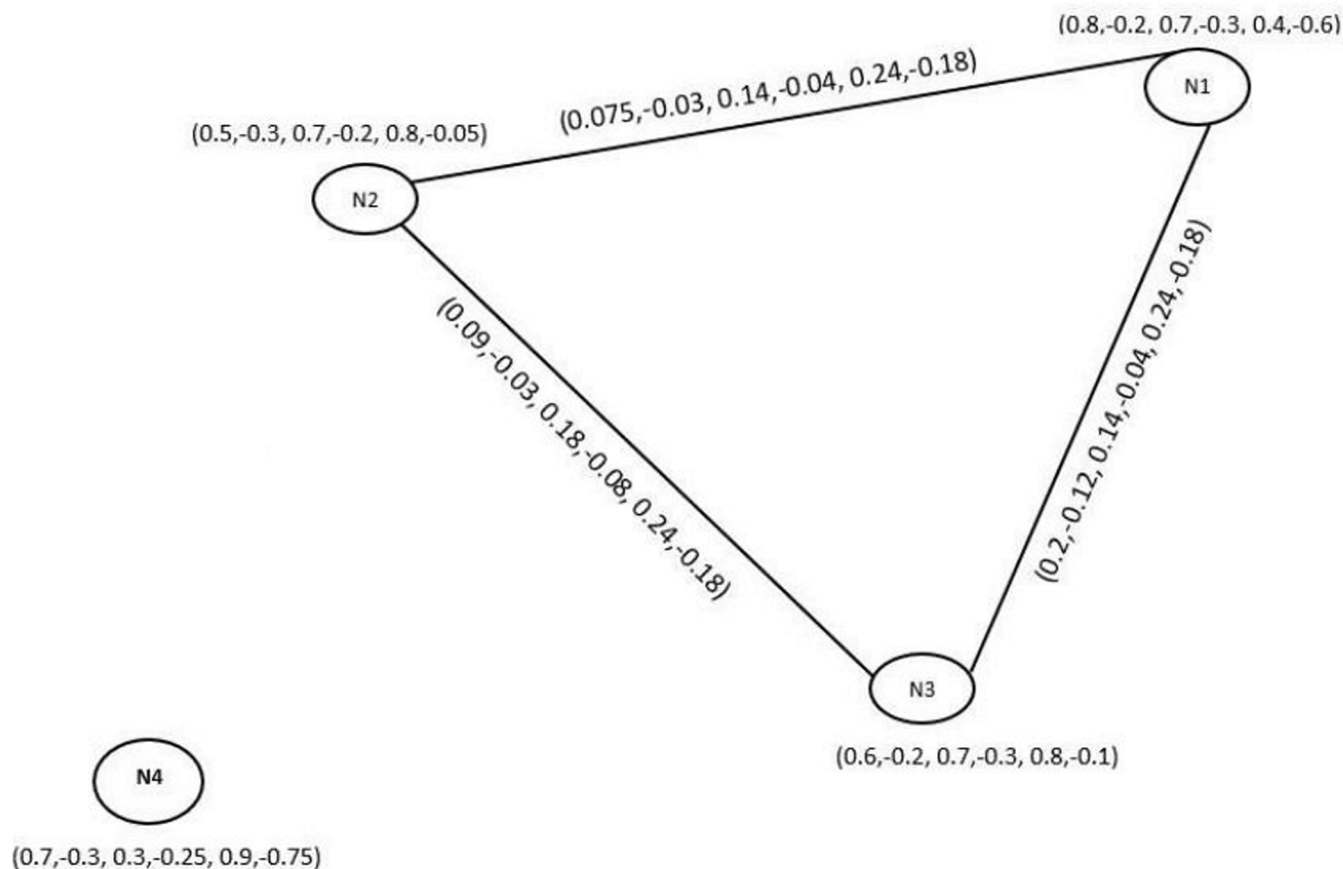 (0.8,-0.2, 0.7,-0.3, 0.4,-0.6)
N1
(0.075,-0.03, 0.14,-0.04, 0.24,-0.18)
(0.5,-0.3, 0.7,-0.2, 0.8,-0.05)
N2
(0.2,-0.12, 0.14,-0.04, 0.24,-0.18)
(0.09,-0.03, 0.18,-0.08, 0.24,-0.18)
N3
(0.6,-0.2, 0.7,-0.3, 0.8,-0.1)
N4
(0.7,-0.3, 0.3,-0.25, 0.9,-0.75)